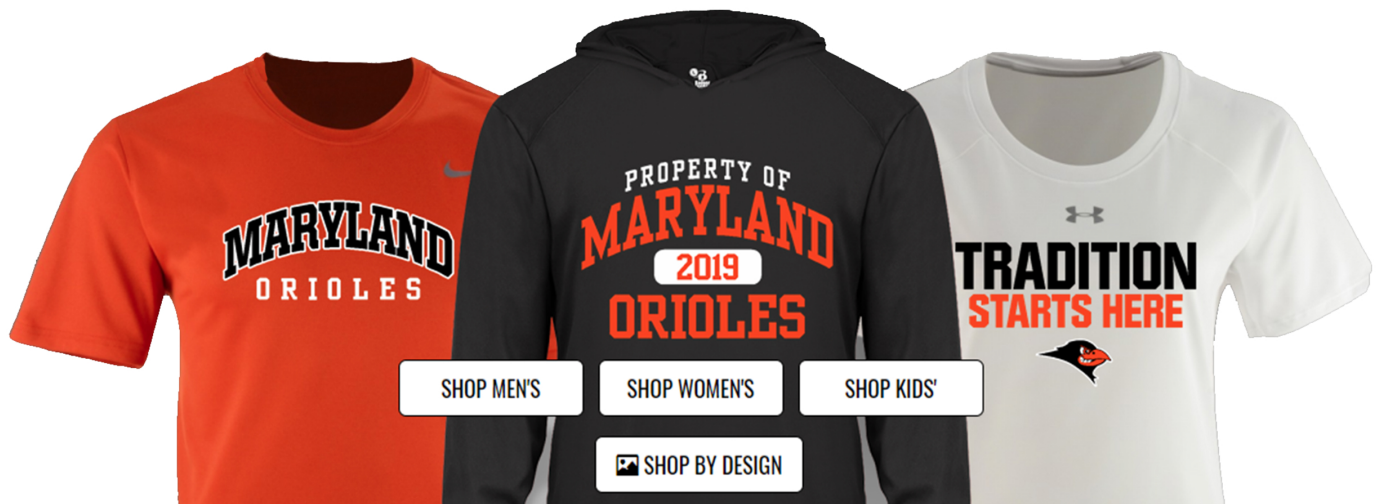 MARYLAND
ORIOLES
PROPERTY OF
MARYLAND
2019
ORIOLES
TRADITION
STARTS HERE
SHOP MEN'S
SHOP WOMEN'S
SHOP KIDS'
SHOP BY DESIGN